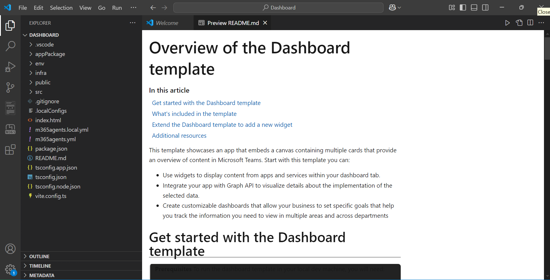 File Edit Selection View Go Run ···
Dashboard
Close
EXPLORER ···
Welcome
Preview README.md
DASHBOARD
.vscode
appPackage
env
infra
public
src
.gitignore
.localConfigs
index.html
m365agents.local.yml
m365agents.yml
package.json
README.md
tsconfig.app.json
tsconfig.json
tsconfig.node.json
vite.config.ts
OUTLINE
TIMELINE
METADATA
Overview of the Dashboard
template
In this article
Get started with the Dashboard template
What's included in the template
Extend the Dashboard template to add a new widget
Additional resources
This template showcases an app that embeds a canvas containing multiple cards that provide
an overview of content in Microsoft Teams. Start with this template you can:
• Use widgets to display content from apps and services within your dashboard tab.
• Integrate your app with Graph API to visualize details about the implementation of the
selected data.
• Create customizable dashboards that allow your business to set specific goals that help
you track the information you need to view in multiple areas and across departments
Get started with the Dashboard
template